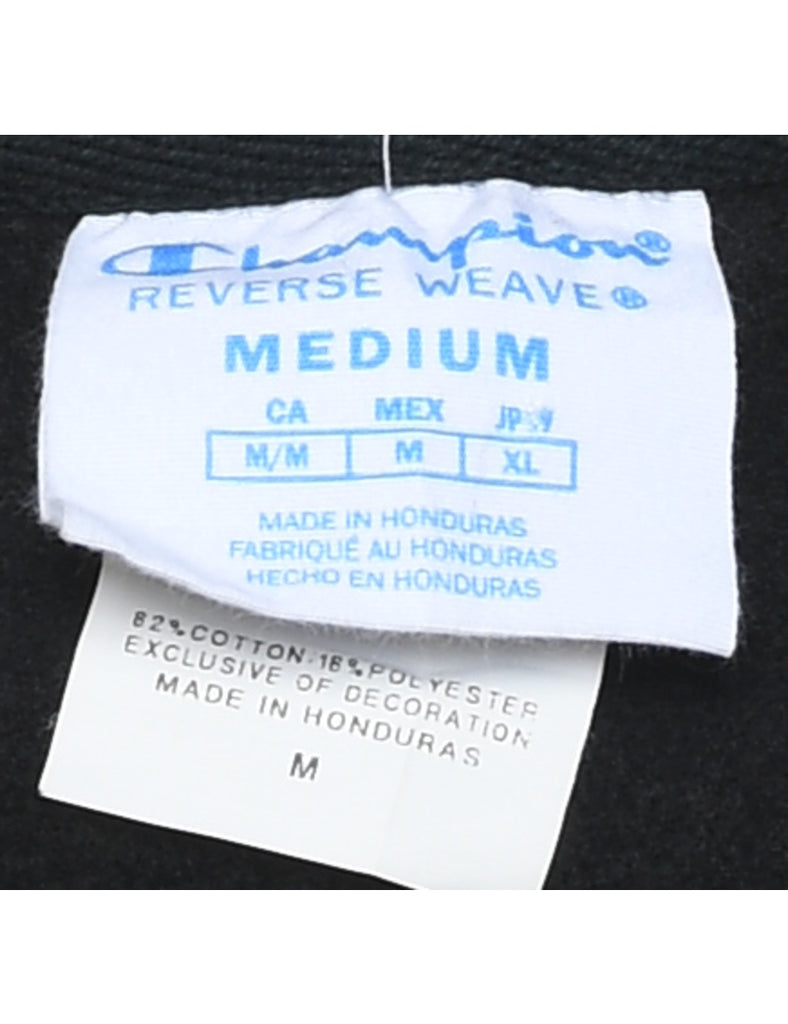 Champion®
REVERSE WEAVE®
MEDIUM
CA MEX
M/M M XL
MADE IN HONDURAS
FABRIQUÉ AU HONDURAS
HECHO EN HONDURAS
82% COTTON 18% POLYESTER
EXCLUSIVE OF DECORATION
MADE IN HONDURAS
M